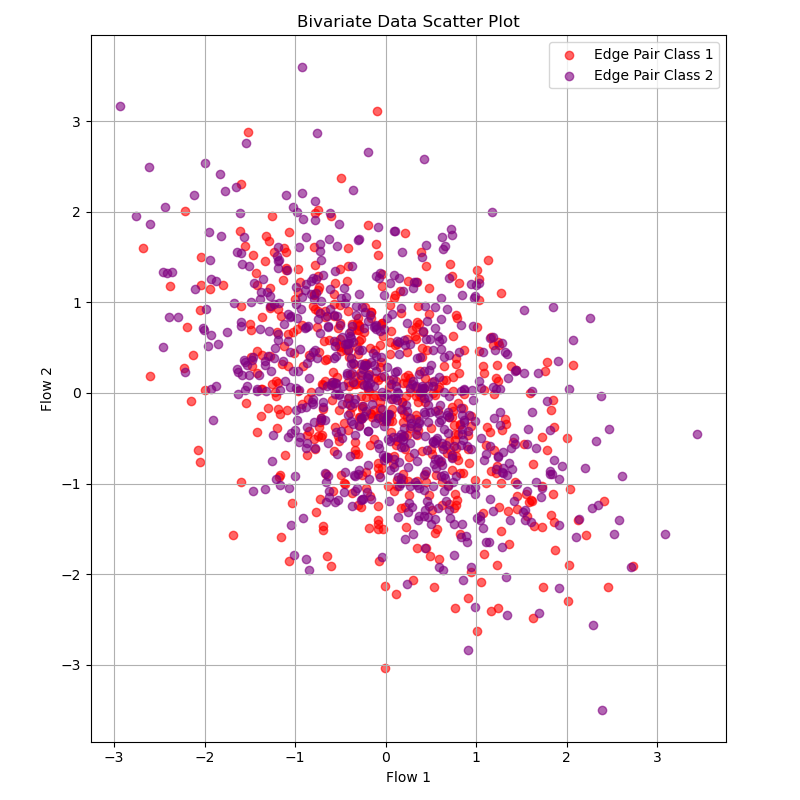 Bivariate Data Scatter Plot
Edge Pair Class 1
Edge Pair Class 2
3
2
1
0
−1
−2
−3
Flow 2
−3
−2
−1
0
1
2
3
Flow 1